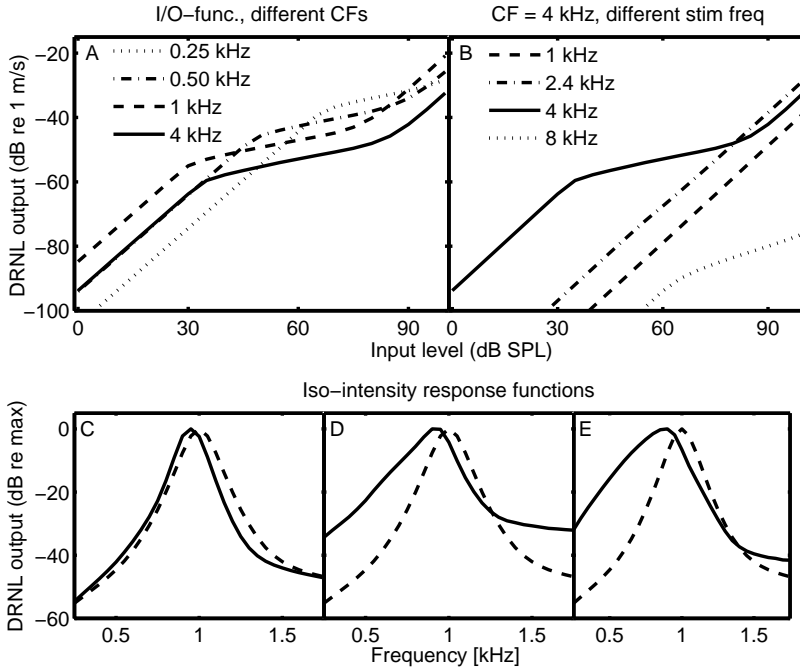 I/O−func., different CFs
CF = 4 kHz, different stim freq
A
0.25 kHz
0.50 kHz
1 kHz
4 kHz
B
1 kHz
2.4 kHz
4 kHz
8 kHz
DRNL output (dB re 1 m/s)
−20
−40
−60
−80
−100
0
30
60
90
0
30
60
90
Input level (dB SPL)
Iso−intensity response functions
C
D
E
DRNL output (dB re max)
0
−20
−40
−60
0.5
1
1.5
0.5
1
1.5
0.5
1
1.5
Frequency [kHz]